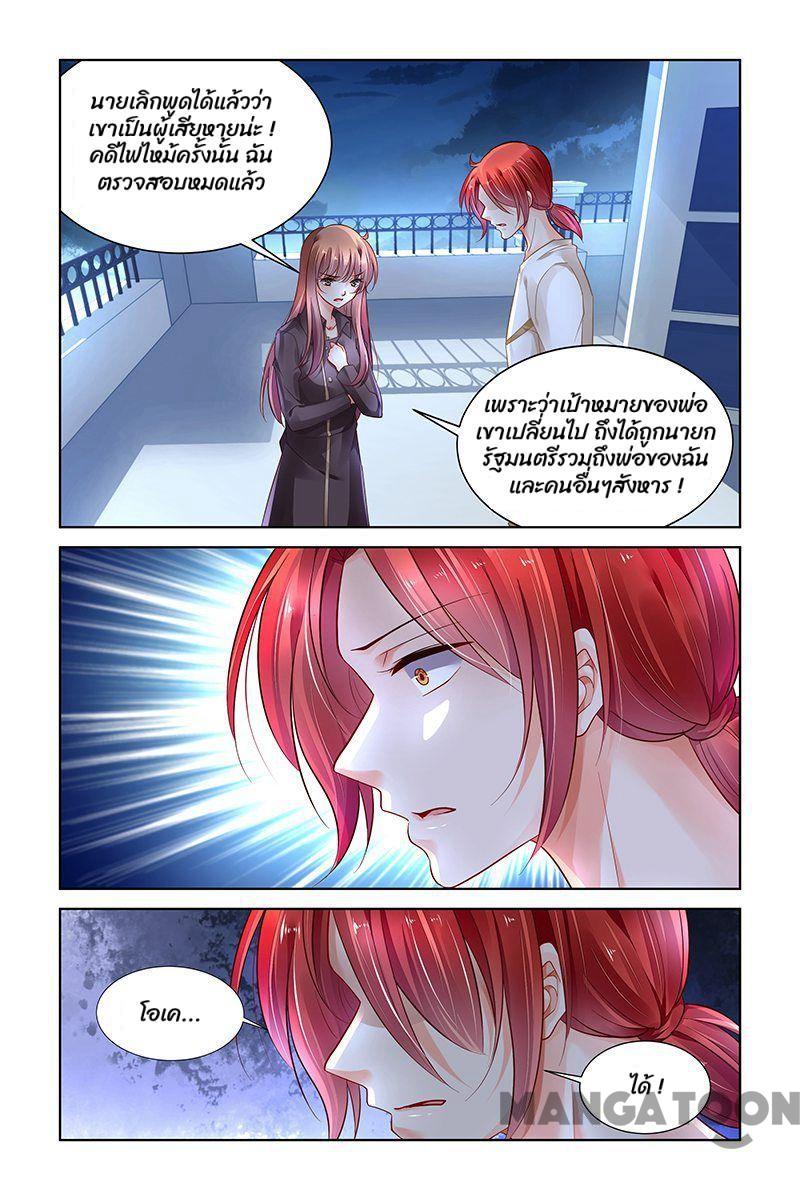 นายเลิกพูดได้แล้วว่า
เขาเป็นผู้เสียหายน่ะ !
คดีไฟไหม้ครั้งนั้น ฉัน
ตรวจสอบหมดแล้ว
เพราะว่าเป้าหมายของพ่อ
เขาเปลี่ยนไป ถึงได้ถูกนายก
รัฐมนตรีรวมถึงพ่อของฉัน
และคนอื่นๆสังหาร !
โอเค...
ได้ !
MANGATOON